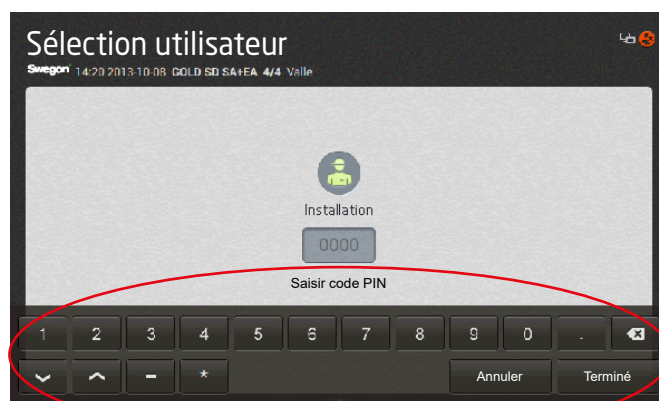 Sélection utilisateur
Swegon 14:20 2013-10-08 GOLD SD SA+EA 4/4 Valle
Installation
0000
Saisir code PIN
1 2 3 4 5 6 7 8 9 0 .
- *
Annuler Terminé